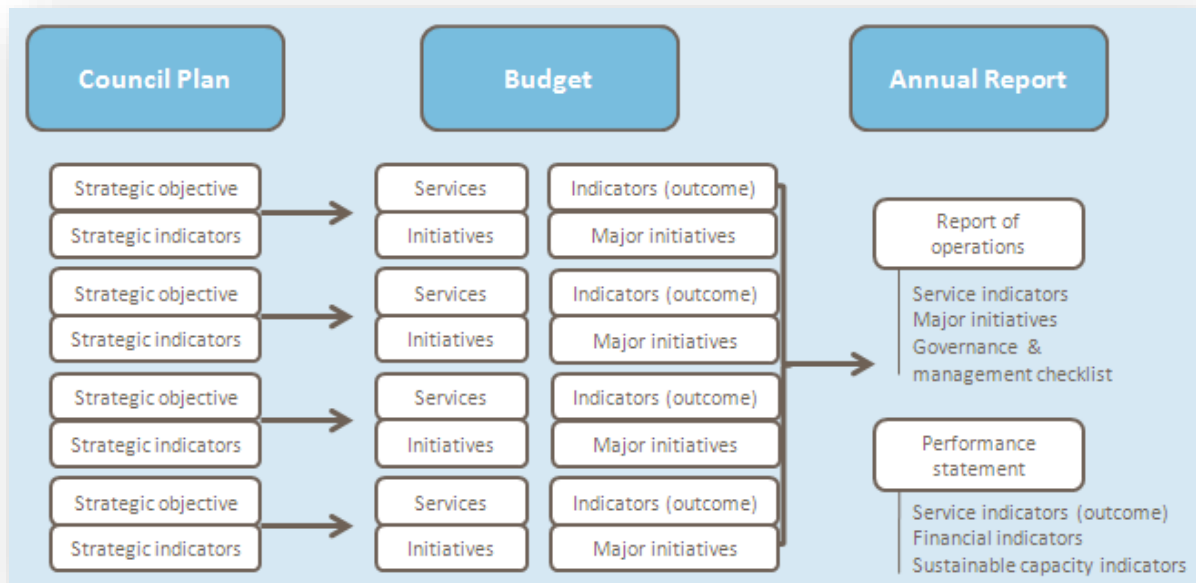 Council Plan
Budget
Annual Report
Strategic objective
Strategic indicators
Services
Initiatives
Indicators (outcome)
Major initiatives
Strategic objective
Strategic indicators
Services
Initiatives
Indicators (outcome)
Major initiatives
Strategic objective
Strategic indicators
Services
Initiatives
Indicators (outcome)
Major initiatives
Strategic objective
Strategic indicators
Services
Initiatives
Indicators (outcome)
Major initiatives
Report of
operations
Service indicators
Major initiatives
Governance &
management checklist
Performance
statement
Service indicators (outcome)
Financial indicators
Sustainable capacity indicators